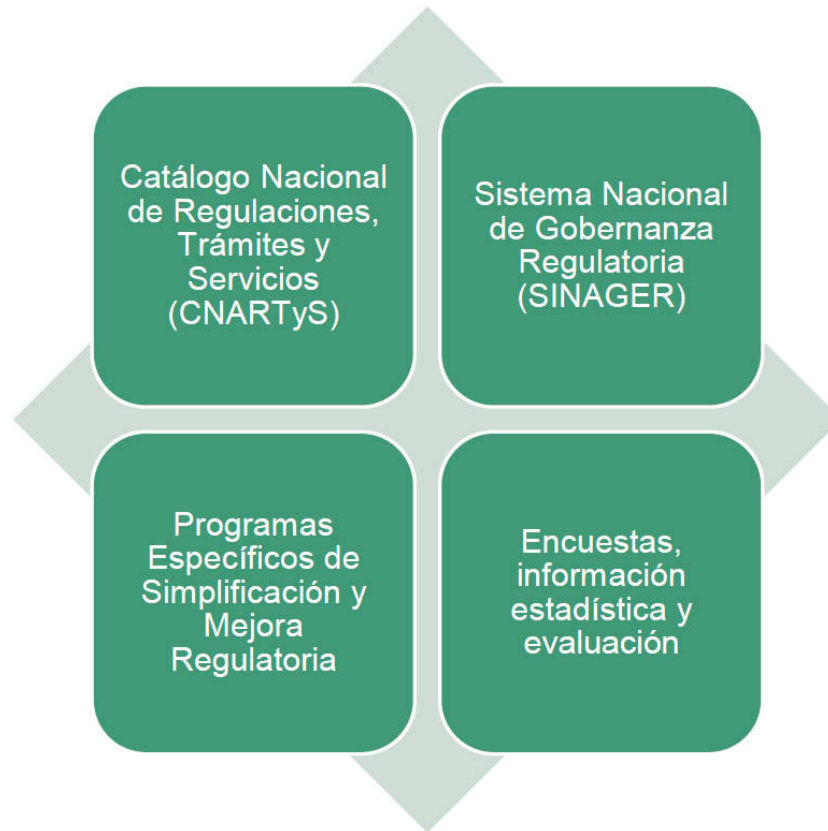 Catálogo Nacional
de Regulaciones,
Trámites y
Servicios
(CNARTyS)
Sistema Nacional
de Gobernanza
Regulatoria
(SINAGER)
Programas
Específicos de
Simplificación y
Mejora
Regulatoria
Encuestas,
información
estadística y
evaluación